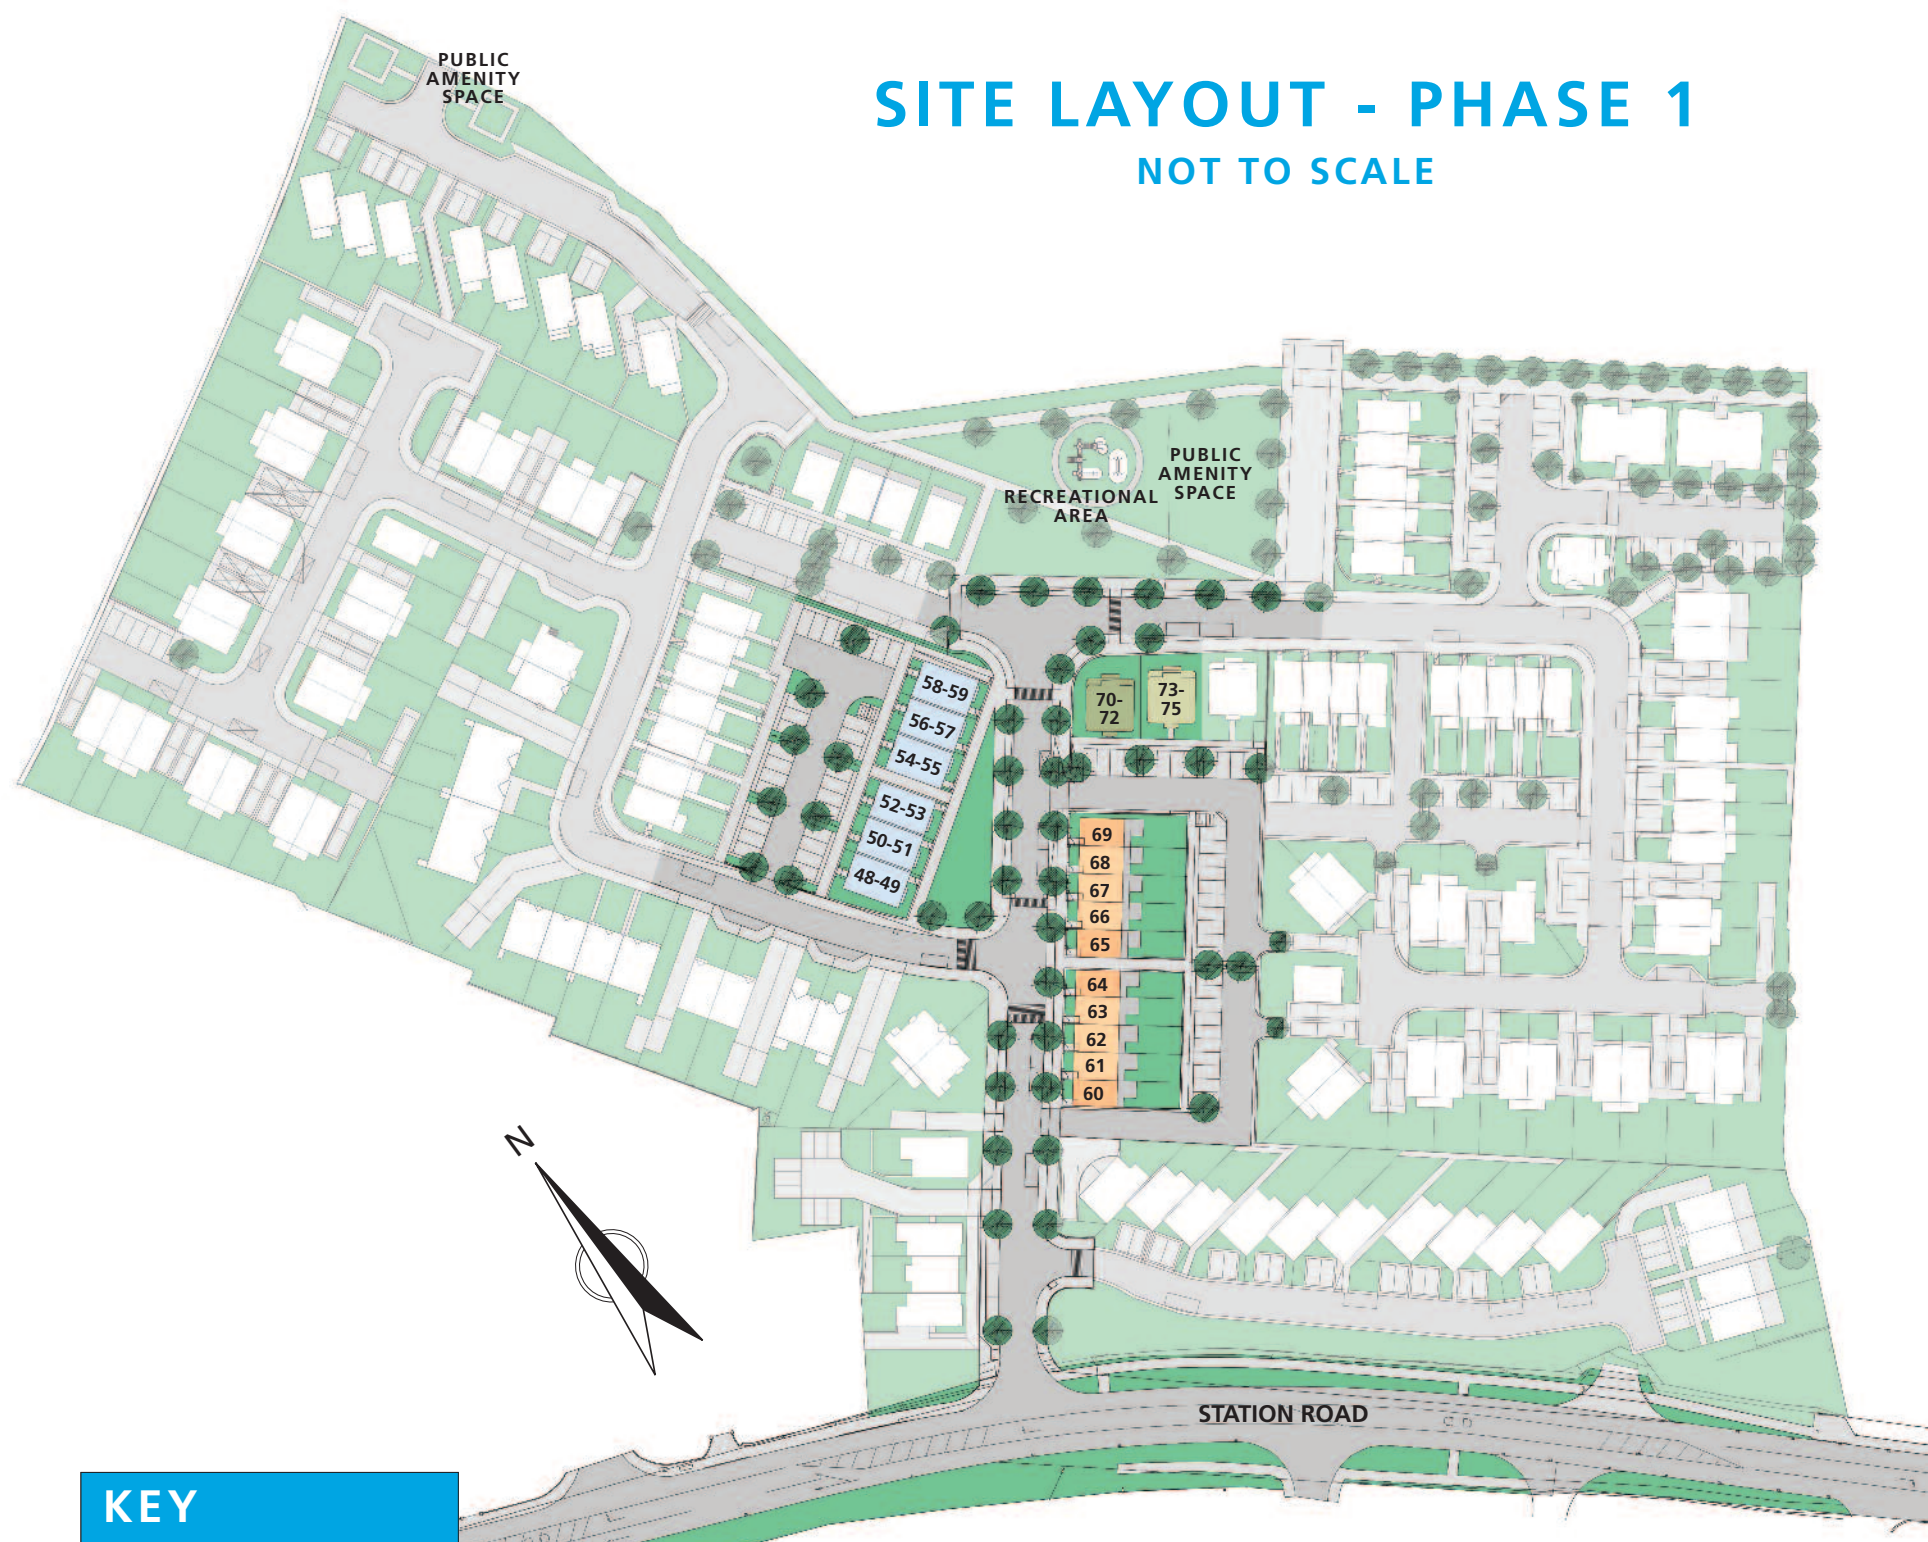 SITE LAYOUT - PHASE 1
NOT TO SCALE
PUBLIC
AMENITY
SPACE
PUBLIC
AMENITY
SPACE
RECREATIONAL
AREA
58-59
56-57
54-55
52-53
50-51
48-49
70-
72
73-
75
69
68
67
66
65
64
63
62
61
60
N
STATION ROAD
KEY